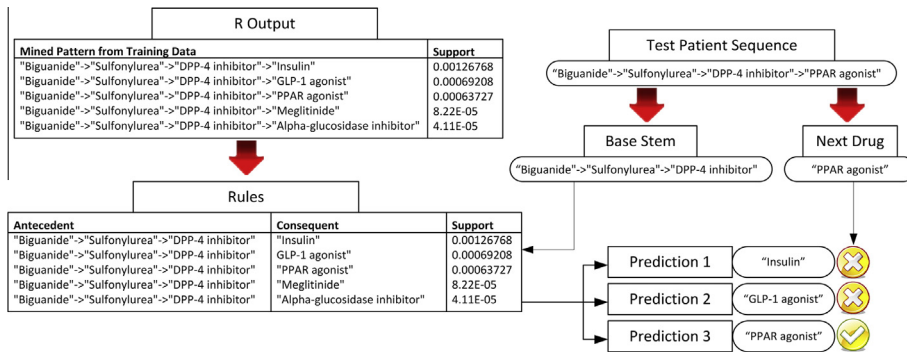 R Output
Mined Pattern from Training Data Support
"Biguanide"->"Sulfonylurea"->"DPP-4 inhibitor"->"Insulin" 0.00126768
"Biguanide"->"Sulfonylurea"->"DPP-4 inhibitor"->"GLP-1 agonist" 0.00069208
"Biguanide"->"Sulfonylurea"->"DPP-4 inhibitor"->"PPAR agonist" 0.00063727
"Biguanide"->"Sulfonylurea"->"DPP-4 inhibitor"->"Meglitinide" 8.22E-05
"Biguanide"->"Sulfonylurea"->"DPP-4 inhibitor"->"Alpha-glucosidase inhibitor" 4.11E-05
Rules
Antecedent Consequent Support
"Biguanide"->"Sulfonylurea"->"DPP-4 inhibitor" "Insulin" 0.00126768
"Biguanide"->"Sulfonylurea"->"DPP-4 inhibitor" GLP-1 agonist" 0.00069208
"Biguanide"->"Sulfonylurea"->"DPP-4 inhibitor" "PPAR agonist" 0.00063727
"Biguanide"->"Sulfonylurea"->"DPP-4 inhibitor" "Meglitinide" 8.22E-05
"Biguanide"->"Sulfonylurea"->"DPP-4 inhibitor" "Alpha-glucosidase inhibitor" 4.11E-05
Test Patient Sequence
“Biguanide"->"Sulfonylurea"->"DPP-4 inhibitor"->"PPAR agonist”
Base Stem
“Biguanide"->"Sulfonylurea"->"DPP-4 inhibitor"
Next Drug
“PPAR agonist”
Prediction 1 “Insulin”
Prediction 2 “GLP-1 agonist”
Prediction 3 “PPAR agonist”